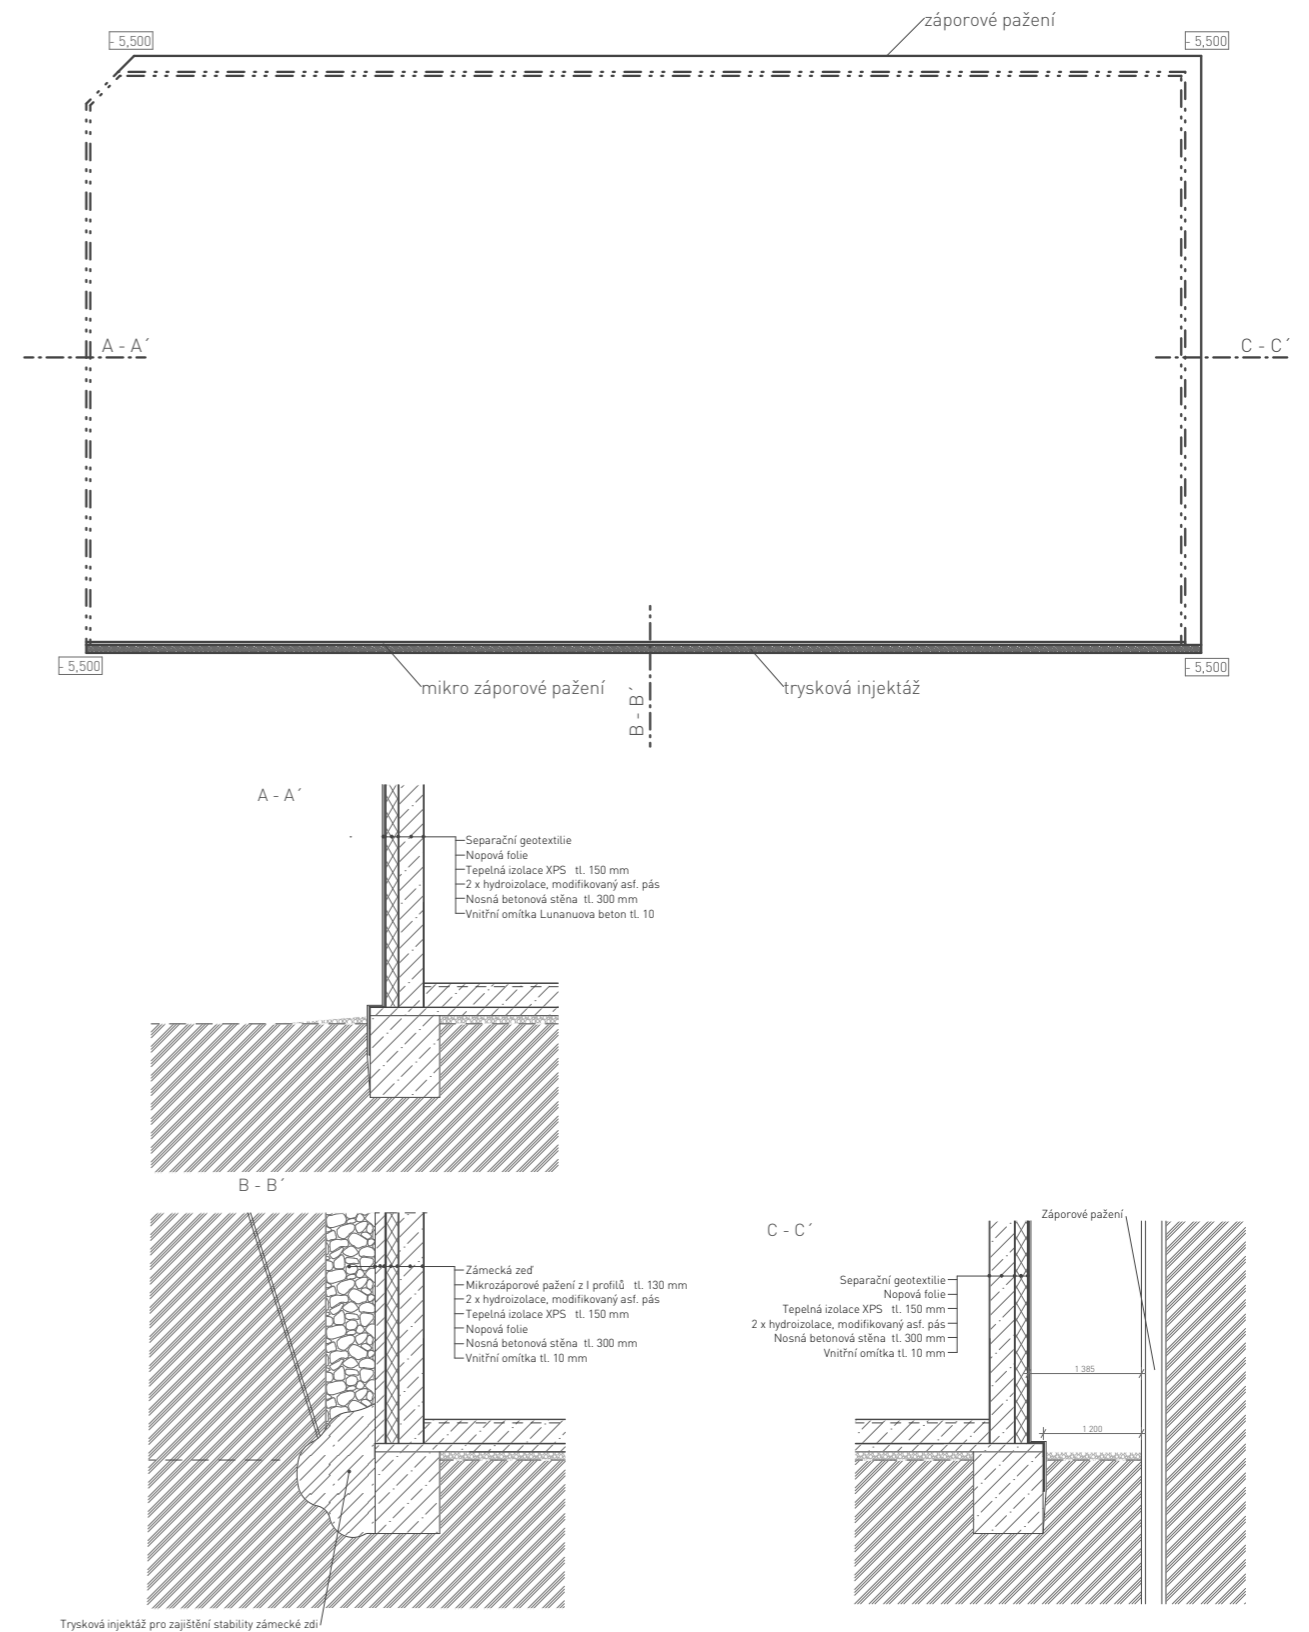 záporové pažení
- 5,500
- 5,500
A - A´
C - C´
- 5,500
- 5,500
mikro záporové pažení
trysková injektáž
B - B´
A - A´
Separační geotextilie
Nopová folie
Tepelná izolace XPS tl. 150 mm
2 x hydroizolace, modifikovaný asf. pás
Nosná betonová stěna tl. 300 mm
Vnitřní omítka Lunanuova beton tl. 10
B - B´
Zámecká zeď
Mikrozáporové pažení z I profilů tl. 130 mm
2 x hydroizolace, modifikovaný asf. pás
Tepelná izolace XPS tl. 150 mm
Nopová folie
Nosná betonová stěna tl. 300 mm
Vnitřní omítka tl. 10 mm
Trysková injektáž pro zajištění stability zámecké zdi
C - C´
Záporové pažení
Separační geotextilie
Nopová folie
Tepelná izolace XPS tl. 150 mm
2 x hydroizolace, modifikovaný asf. pás
Nosná betonová stěna tl. 300 mm
Vnitřní omítka tl. 10 mm
1 385
1 200